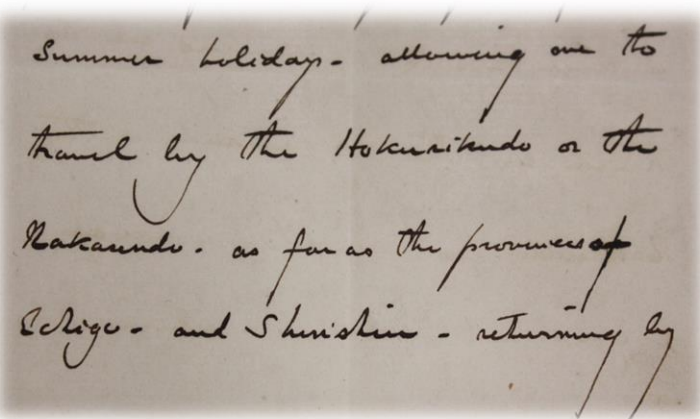 Summer holidays - allowing one to
travel by the Hokurikudo or the
Nakasendo - as far as the provinces of
Echigo - and Shinshiu - returning by